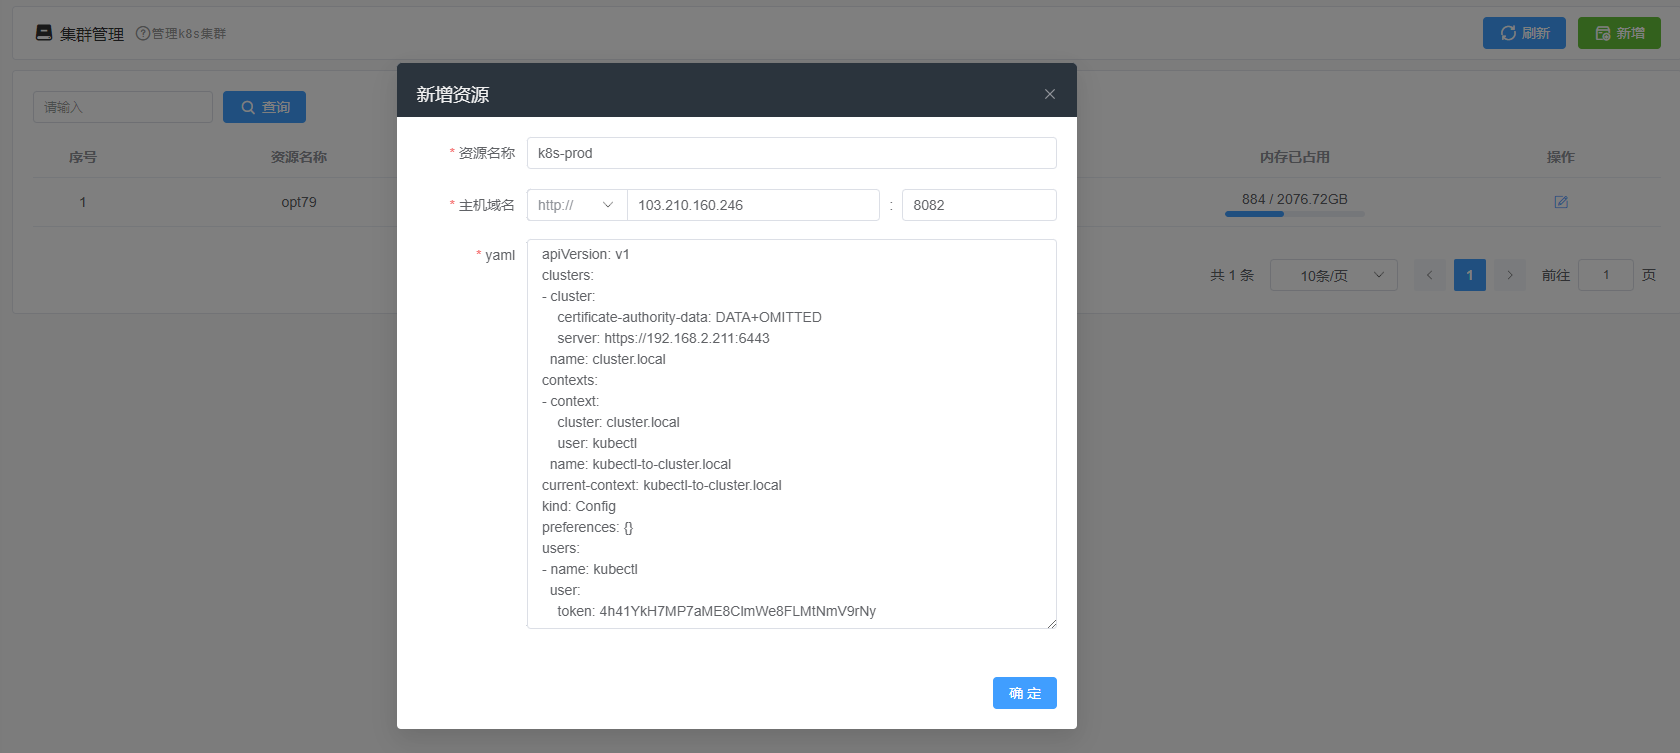 集群管理 管理k8s集群 刷新 新增
新增资源
请输入 查询
* 资源名称 k8s-prod
序号 资源名称 内存已占用 操作
* 主机域名 http:// 103.210.160.246 : 8082
1 opt79 884 / 2076.72GB
* yaml
apiVersion: v1
clusters:
- cluster:
    certificate-authority-data: DATA+OMITTED
    server: https://192.168.2.211:6443
  name: cluster.local
contexts:
- context:
    cluster: cluster.local
    user: kubectl
  name: kubectl-to-cluster.local
current-context: kubectl-to-cluster.local
kind: Config
preferences: {}
users:
- name: kubectl
  user:
    token: 4h41YkH7MP7aME8ClmWe8FLMtNmV9rNy
共 1 条 10条/页 1 前往 1 页
确 定